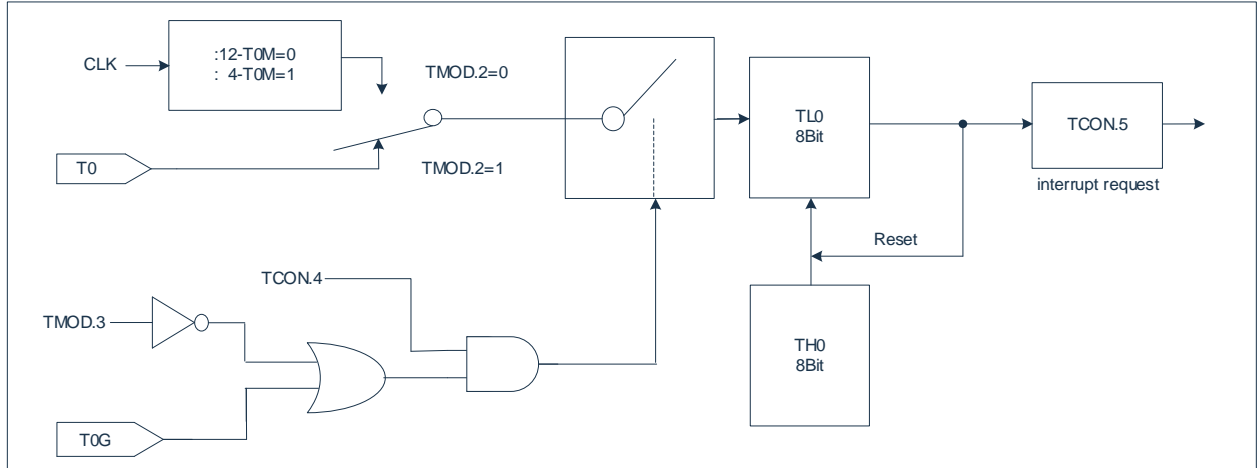 :12-T0M=0
: 4-T0M=1
CLK
TMOD.2=0
TL0
8Bit
TCON.5
T0
TMOD.2=1
interrupt request
Reset
TCON.4
TMOD.3
TH0
8Bit
T0G